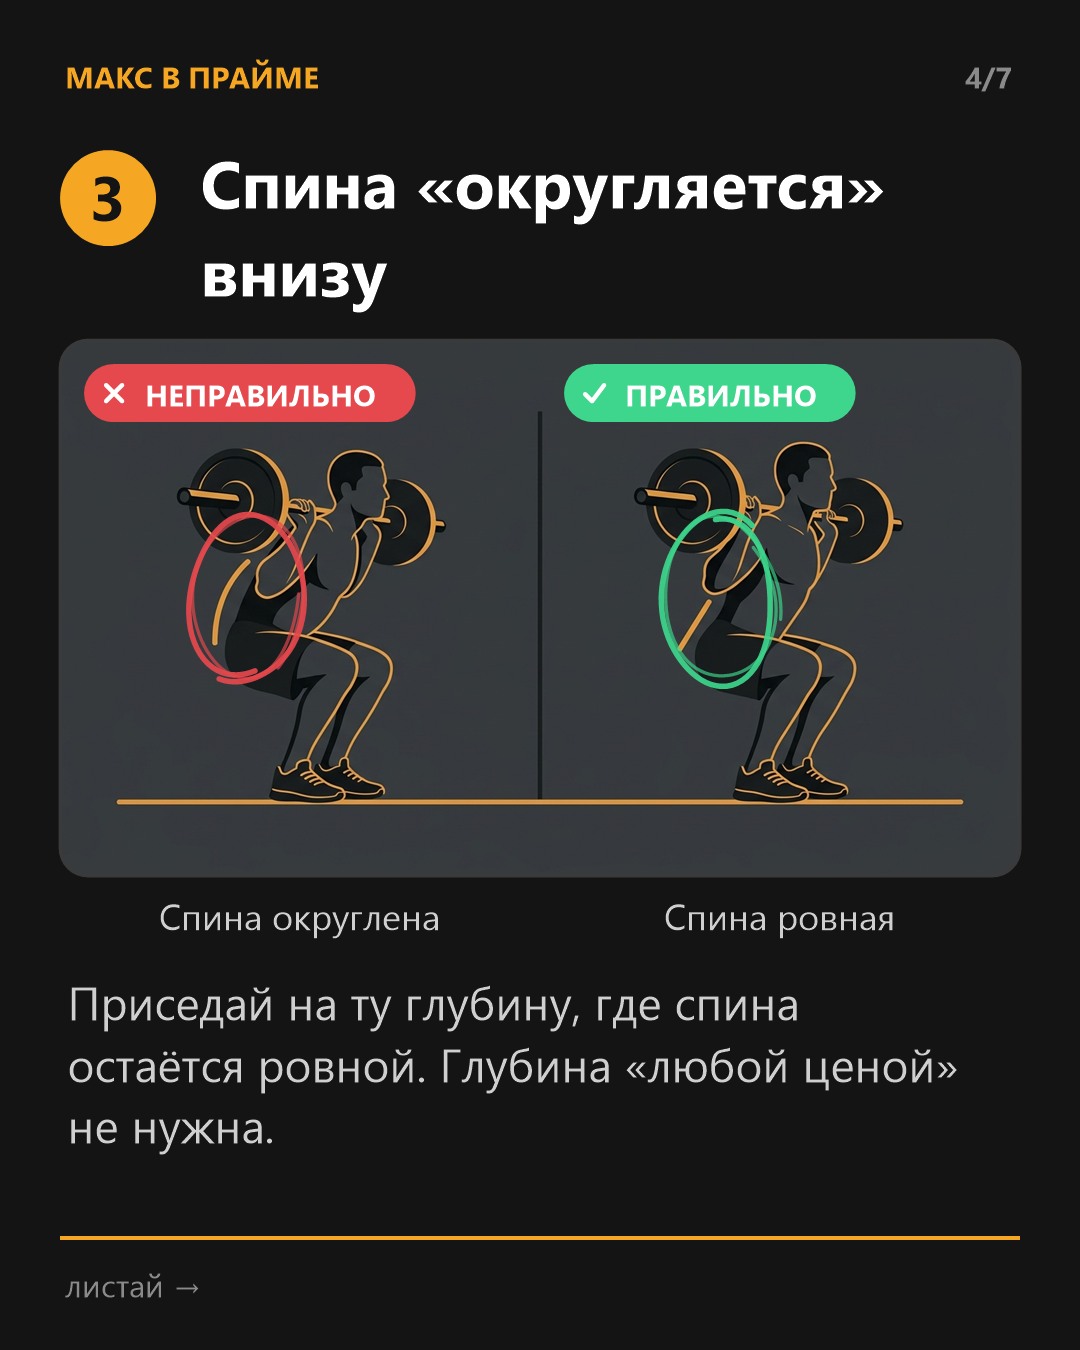 МАКС В ПРАЙМЕ
4/7
3
Спина «округляется»
внизу
НЕПРАВИЛЬНО
ПРАВИЛЬНО
Спина округлена
Спина ровная
Приседай на ту глубину, где спина
остаётся ровной. Глубина «любой ценой»
не нужна.
листай →